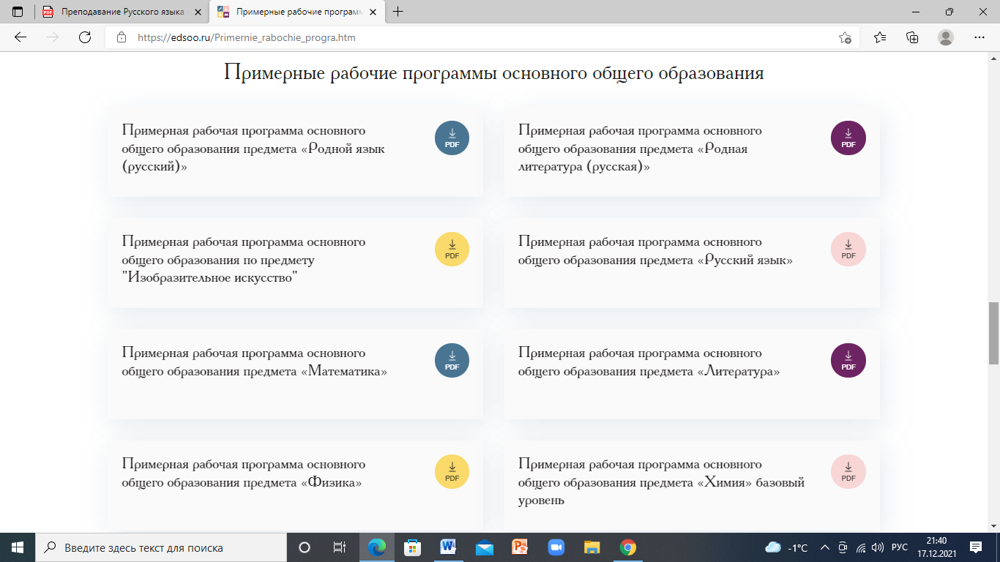 Преподавание Русского языка
Примерные рабочие програм
https://edsoo.ru/Primernie_rabochie_progra.htm
Примерные рабочие программы основного общего образования
Примерная рабочая программа основного
общего образования предмета «Родной язык
(русский)»
PDF
Примерная рабочая программа основного
общего образования предмета «Родная
литература (русская)»
PDF
Примерная рабочая программа основного
общего образования по предмету
"Изобразительное искусство"
PDF
Примерная рабочая программа основного
общего образования предмета «Русский язык»
PDF
Примерная рабочая программа основного
общего образования предмета «Математика»
PDF
Примерная рабочая программа основного
общего образования предмета «Литература»
PDF
Примерная рабочая программа основного
общего образования предмета «Физика»
PDF
Примерная рабочая программа основного
общего образования предмета «Химия» базовый
уровень
PDF
Введите здесь текст для поиска
-1°C
РУС
21:40
17.12.2021